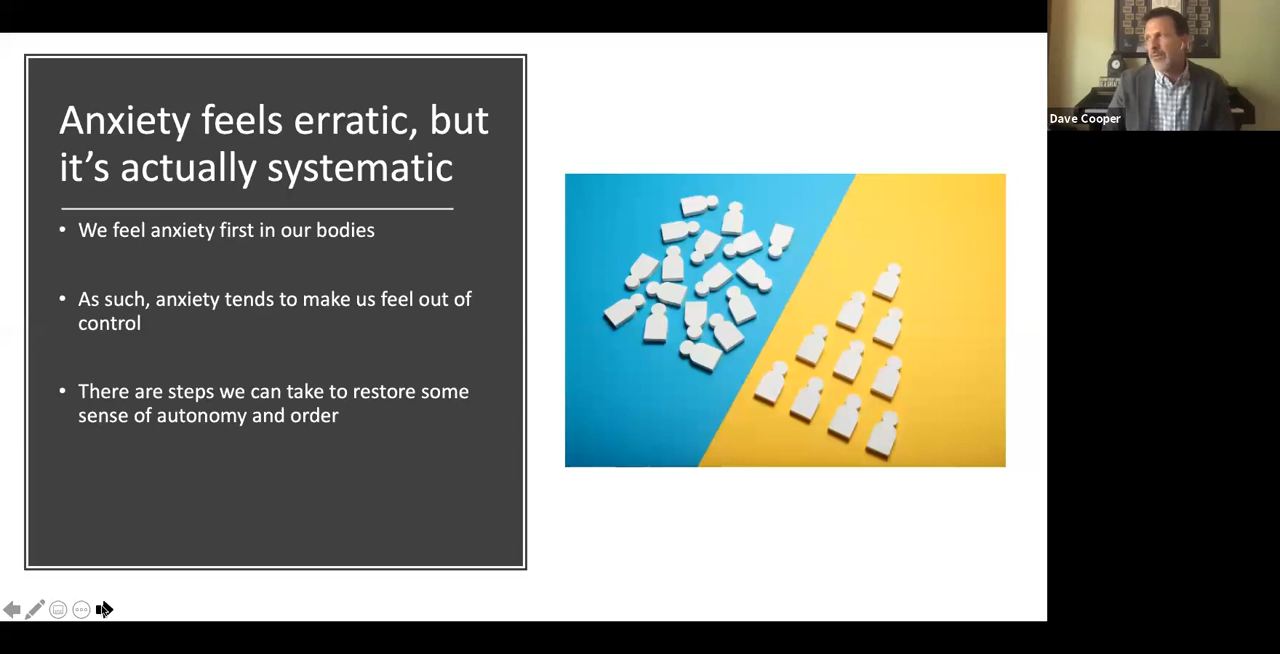 Anxiety feels erratic, but
it’s actually systematic
• We feel anxiety first in our bodies
• As such, anxiety tends to make us feel out of
control
• There are steps we can take to restore some
sense of autonomy and order
Dave Cooper